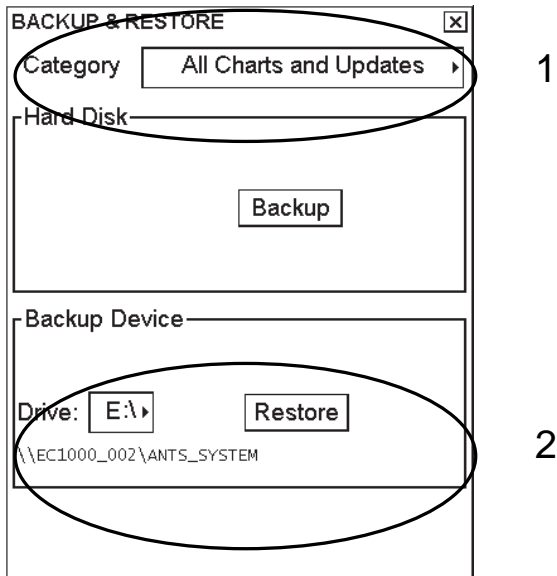 BACKUP & RESTORE
Category All Charts and Updates
1
Hard Disk
Backup
Backup Device
Drive: E:\ Restore
\\EC1000_002\ANTS_SYSTEM
2